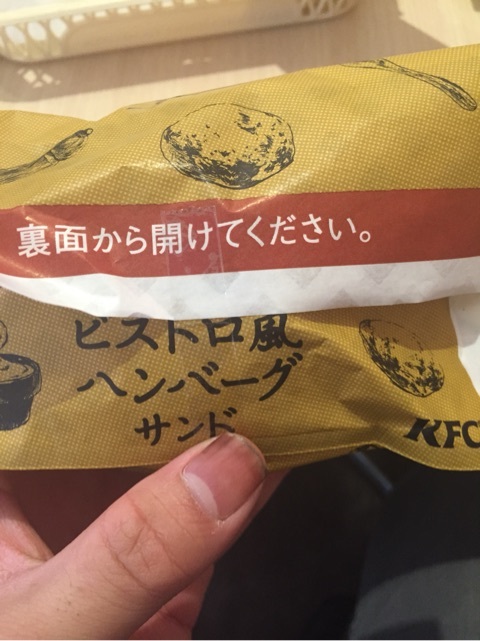 裏面から開けてください。
ビストロ風
ハンバーグ
サンド
KFC